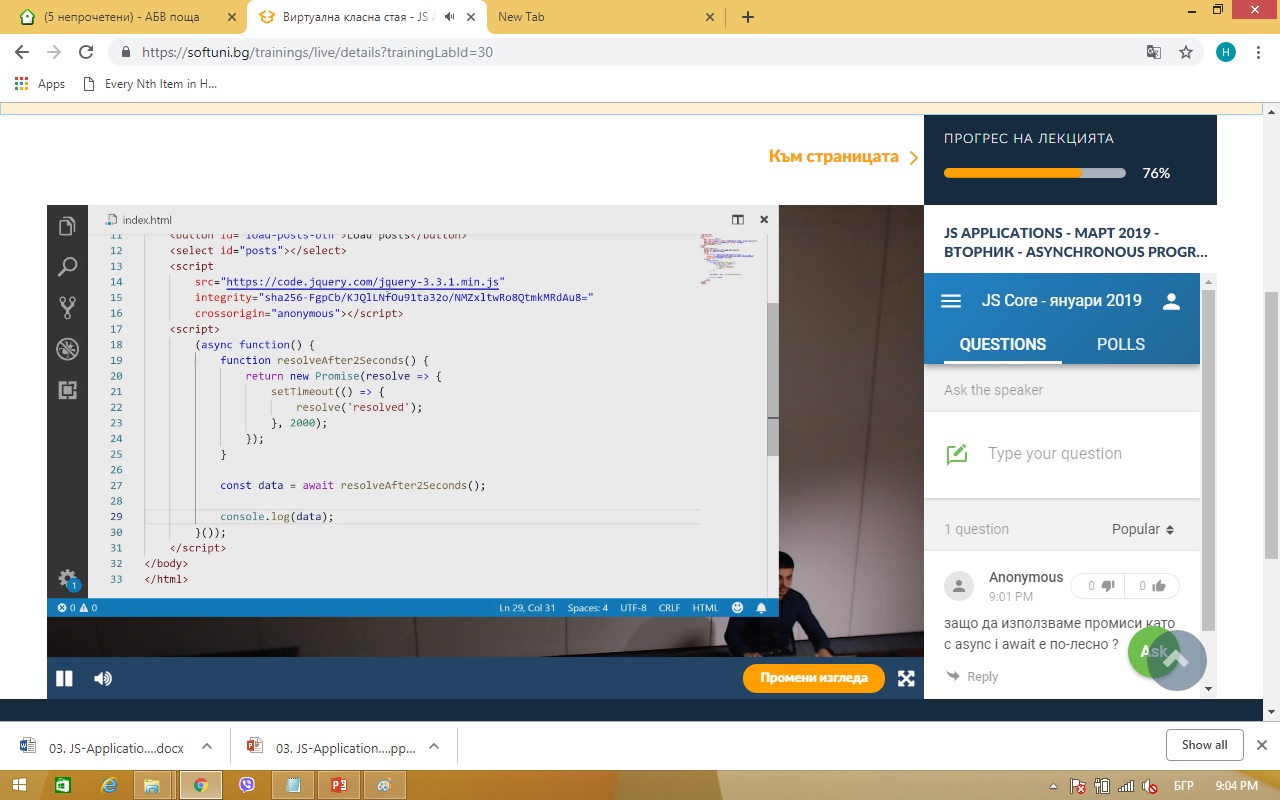 (5 непрочетени) - АБВ поща
Виртуална класна стая - JS A
New Tab
https://softuni.bg/trainings/live/details?trainingLabId=30
H
Apps
Every Nth Item in H...
Към страницата
ПРОГРЕС НА ЛЕКЦИЯТА
76%
index.html
11 <button id="load-posts-btn">Load posts</button>
12 <select id="posts"></select>
13 <script
14 src="https://code.jquery.com/jquery-3.3.1.min.js"
15 integrity="sha256-FgpCb/KJQlLNfOu91ta32o/NMZxltwRo8QtmkMRdAu8="
16 crossorigin="anonymous"></script>
17 <script>
18 (async function() {
19 function resolveAfter2Seconds() {
20 return new Promise(resolve => {
21 setTimeout(() => {
22 resolve('resolved');
23 }, 2000);
24 });
25 }
26
27 const data = await resolveAfter2Seconds();
28
29 console.log(data);
30 }());
31 </script>
32 </body>
33 </html>
1
0 0
Ln 29, Col 31 Spaces: 4 UTF-8 CRLF HTML
Промени изгледа
JS APPLICATIONS - МАРТ 2019 -
ВТОРНИК - ASYNCHRONOUS PROGR...
JS Core - януари 2019
QUESTIONS POLLS
Ask the speaker
Type your question
1 question Popular
Anonymous 0 0
9:01 PM
защо да използваме промиси като
с async i await е по-лесно ?
Ask
Reply
03. JS-Applicatio....docx
03. JS-Application....pp...
Show all
БГР 9:04 PM